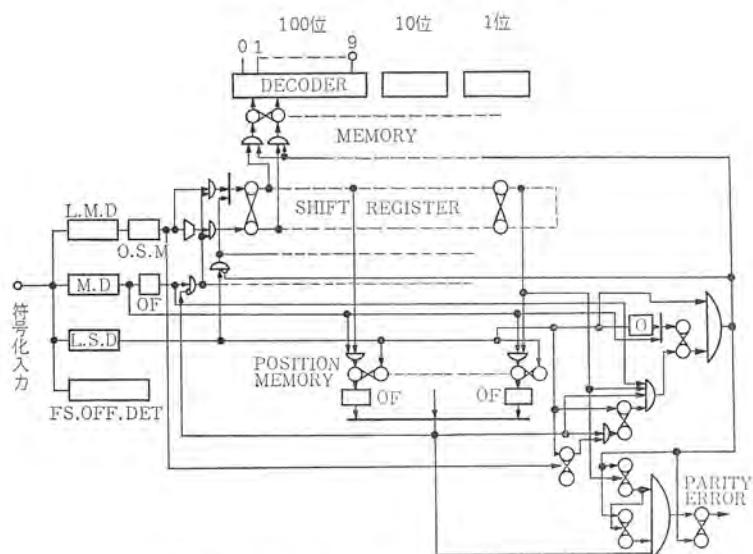 100位 10位 1位
0 1 9
DECODER
MEMORY
L.M.D
O.S.M
SHIFT REGISTER
M.D
OF
L.S.D
O
符号化入力
POSITION
MEMORY
OF OF
FS.OFF.DET
PARITY
ERROR